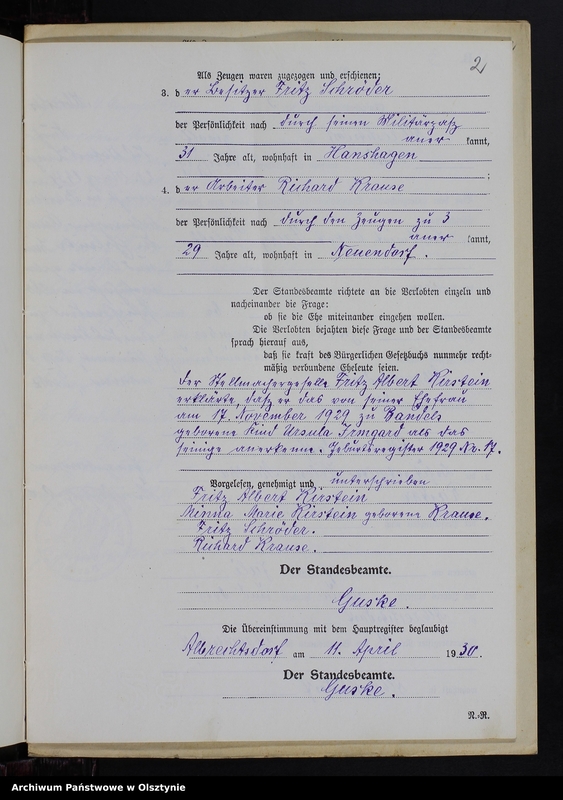 2
Als Zeugen waren zugezogen und erschienen:
3. der Besitzer Fritz Schröder
der Persönlichkeit nach durch seinen Militärpaß
aner kannt,
31 Jahre alt, wohnhaft in Hanshagen
;
4. der Arbeiter Richard Krause
der Persönlichkeit nach durch den Zeugen zu 3
aner kannt,
29 Jahre alt, wohnhaft in Neuendorf.
Der Standesbeamte richtete an die Verlobten einzeln und
nacheinander die Frage:
ob sie die Ehe miteinander eingehen wollen.
Die Verlobten bejahten diese Frage und der Standesbeamte
sprach hierauf aus,
daß sie kraft des Bürgerlichen Gesetzbuchs nunmehr recht-
mäßig verbundene Eheleute seien.
Der Stellmachergeselle Fritz Albert Kirstein
erklärte, daß er das von seiner Ehefrau
am 17. November 1929 zu Bandels
geborene Kind Ursula Irmgard als das
seinige anerkenne. Geburtsregister 1929 Nr. 17.
Vorgelesen, genehmigt und unterschrieben
Fritz Albert Kirstein
Minna Marie Kirstein geborene Krause.
Fritz Schröder.
Richard Krause.
Der Standesbeamte.
Guske.
Die Übereinstimmung mit dem Hauptregister beglaubigt
Albrechtsdorf am 11. April 1930.
Der Standesbeamte.
Guske.
N.-R.
Archiwum Państwowe w Olsztynie